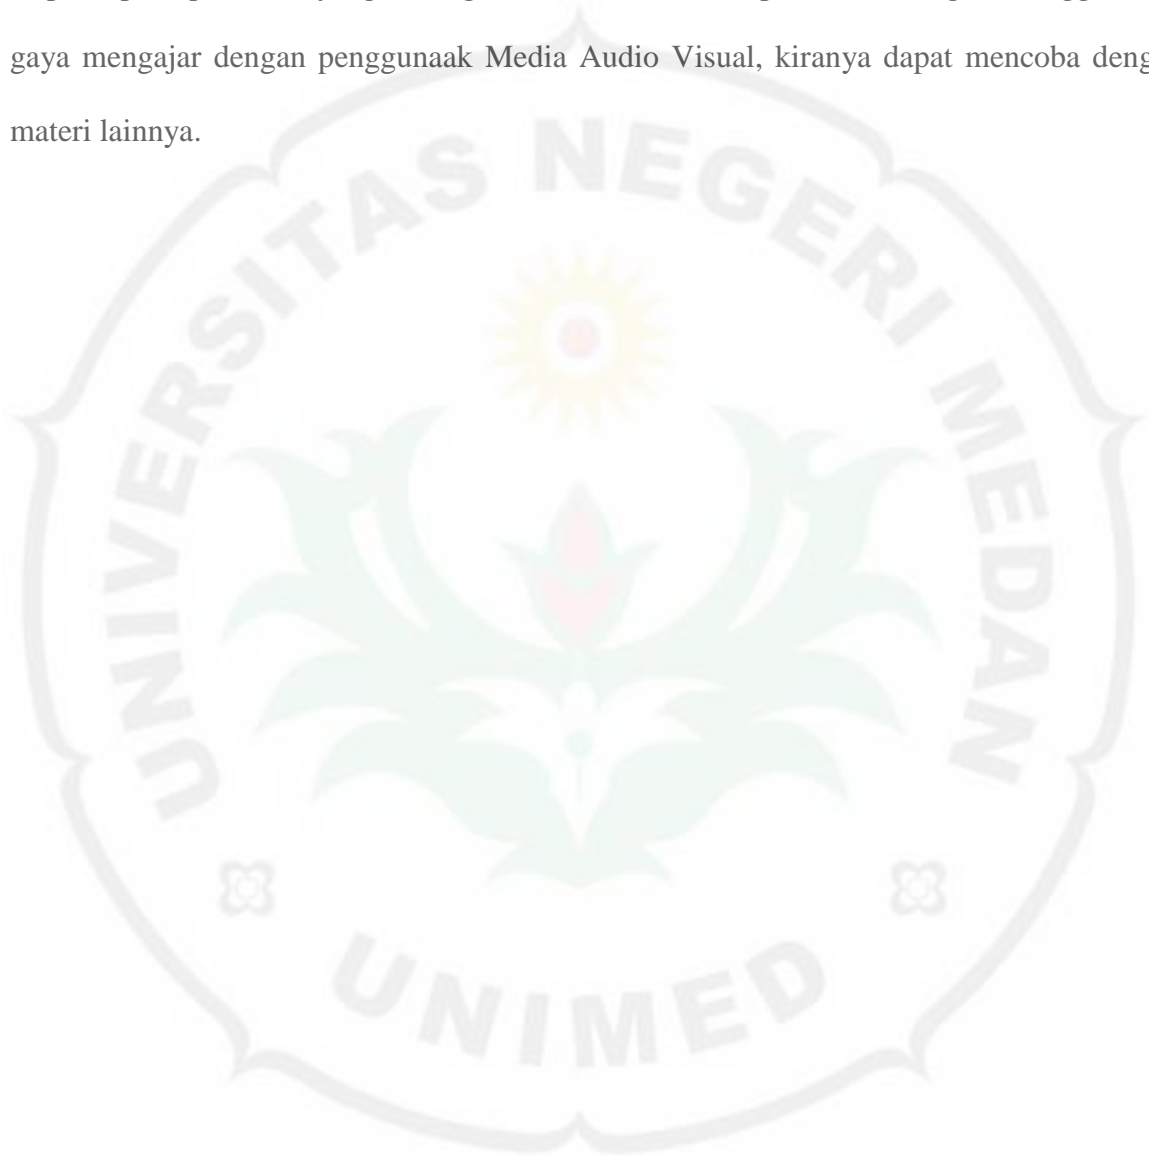 gaya mengajar dengan penggunaak Media Audio Visual, kiranya dapat mencoba deng
materi lainnya.
UNIVERSITAS NEGERI MEDAN
UNIMED